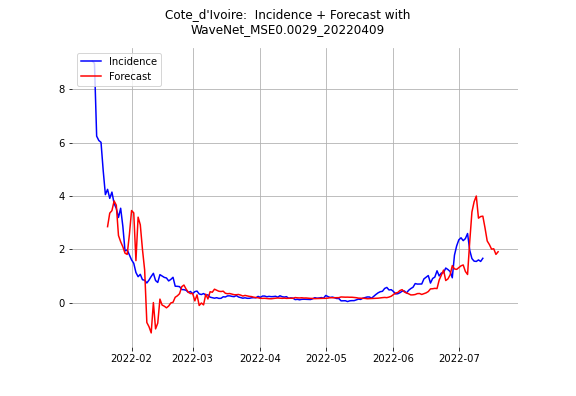 Cote_d'Ivoire:  Incidence + Forecast with
WaveNet_MSE0.0029_20220409
Incidence
Forecast
8
6
4
2
0
2022-02
2022-03
2022-04
2022-05
2022-06
2022-07